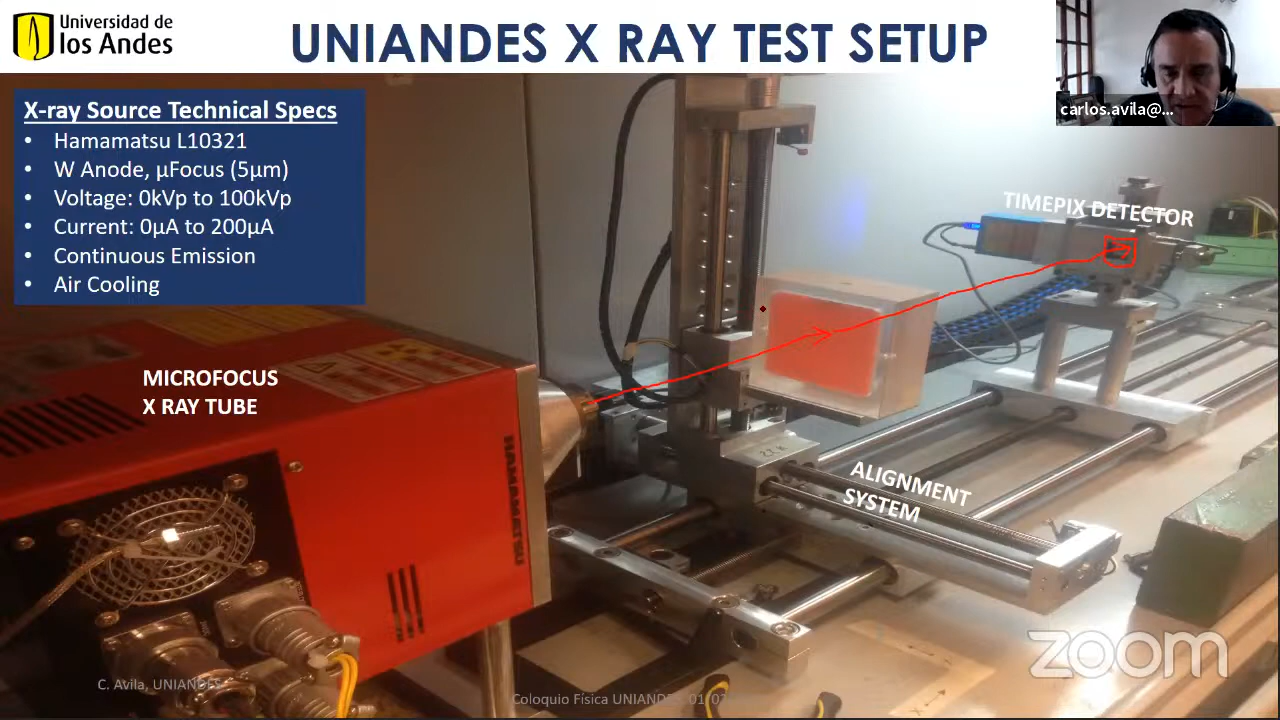 Universidad de
los Andes
UNIANDES X RAY TEST SETUP
carlos.avila@...
X-ray Source Technical Specs
• Hamamatsu L10321
• W Anode, µFocus (5µm)
• Voltage: 0kVp to 100kVp
• Current: 0µA to 200µA
• Continuous Emission
• Air Cooling
TIMEPIX DETECTOR
MICROFOCUS
X RAY TUBE
HAMAMATSU
ALIGNMENT
SYSTEM
zoom
C. Avila, UNIANDES
Coloquio Física UNIANDES